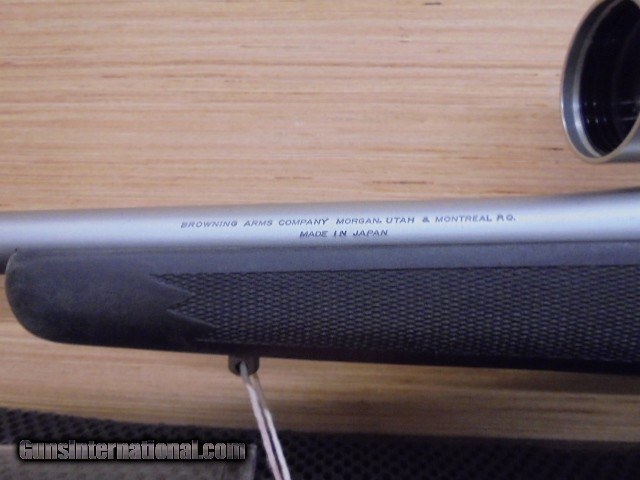 BROWNING ARMS COMPANY MORGAN, UTAH & MONTREAL P.Q.
MADE IN JAPAN
GunsInternational.com